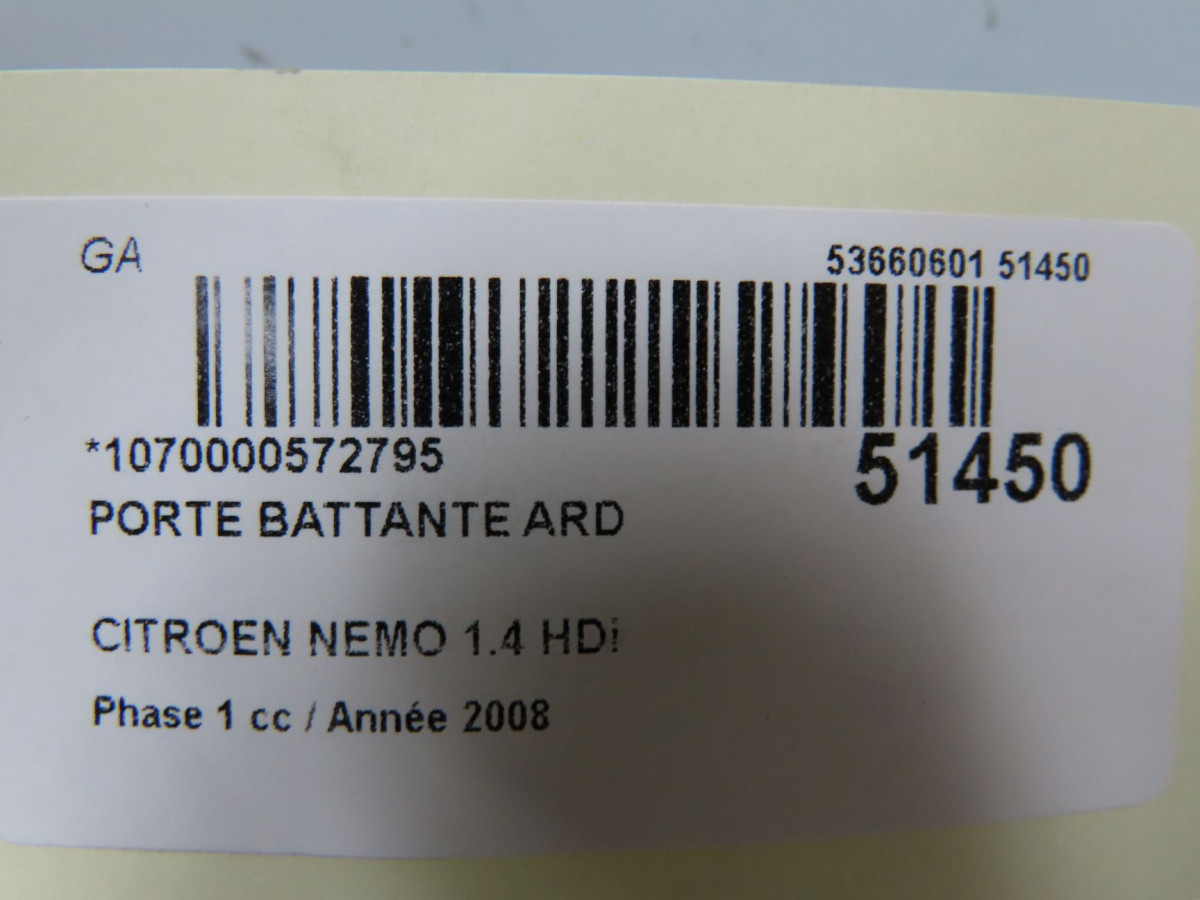 GA
53660601 51450
*1070000572795
51450
PORTE BATTANTE ARD
CITROEN NEMO 1.4 HDi
Phase 1 cc / Année 2008